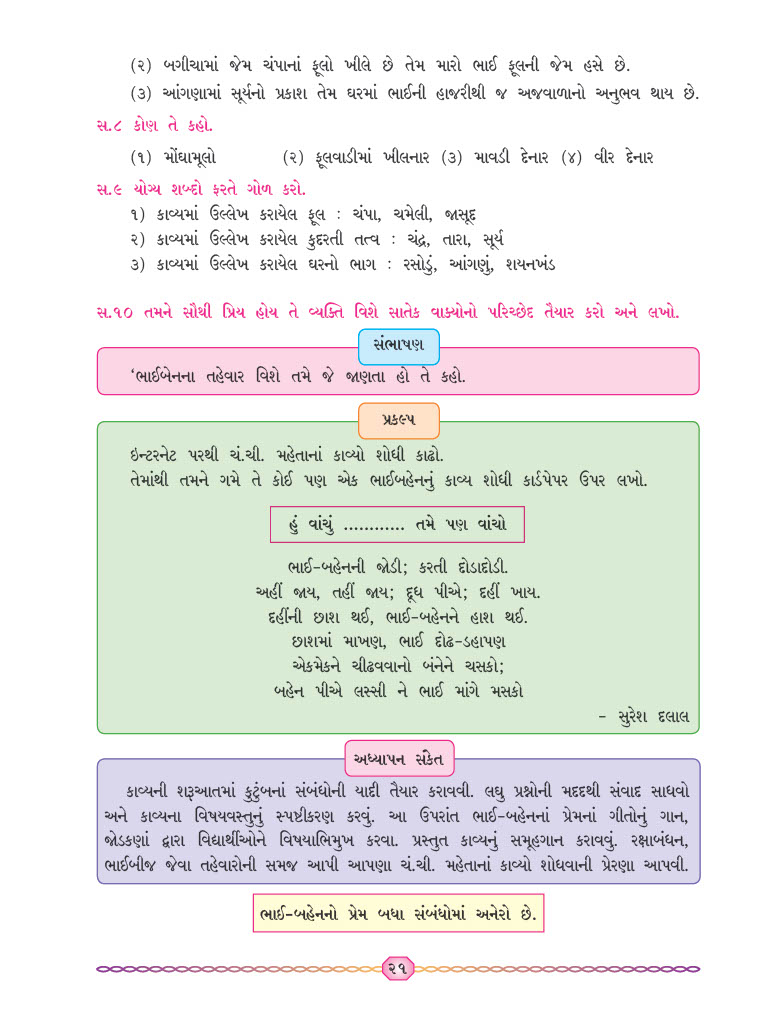 (૨) બગીચામાં જેમ ચંપાનાં ફૂલો ખીલે છે તેમ મારો ભાઈ ફૂલની જેમ હસે છે.
(૩) આંગણામાં સૂર્યનો પ્રકાશ તેમ ઘરમાં ભાઈની હાજરીથી જ અજવાળાનો અનુભવ થાય છે.
સ.૮ કોણ તે કહો.
(૧) મોંઘામૂલો (૨) ફૂલવાડીમાં ખીલનાર (૩) માવડી દેનાર (૪) વીર દેનાર
સ.૯ યોગ્ય શબ્દો ફરતે ગોળ કરો.
૧) કાવ્યમાં ઉલ્લેખ કરાયેલ ફૂલ : ચંપા, ચમેલી, જાસૂદ
૨) કાવ્યમાં ઉલ્લેખ કરાયેલ કુદરતી તત્વ : ચંદ્ર, તારા, સૂર્ય
૩) કાવ્યમાં ઉલ્લેખ કરાયેલ ઘરનો ભાગ : રસોડું, આંગણું, શયનખંડ
સ.૧૦ તમને સૌથી પ્રિય હોય તે વ્યક્તિ વિશે સાતેક વાક્યોનો પરિચ્છેદ તૈયાર કરો અને લખો.
સંભાષણ
‘ભાઈબેનના તહેવાર વિશે તમે જે જાણતા હો તે કહો.
પ્રકલ્પ
ઇન્ટરનેટ પરથી ચં.ચી. મહેતાનાં કાવ્યો શોધી કાઢો.
તેમાંથી તમને ગમે તે કોઈ પણ એક ભાઈબહેનનું કાવ્ય શોધી કાર્ડપેપર ઉપર લખો.
હું વાંચું ............ તમે પણ વાંચો
ભાઈ-બહેનની જોડી; કરતી દોડાદોડી.
અહીં જાય, તહીં જાય; દૂધ પીએ; દહીં ખાય.
દહીંની છાશ થઈ, ભાઈ-બહેનને હાશ થઈ.
છાશમાં માખણ, ભાઈ દોઢ-ડહાપણ
એકમેકને ચીઢવવાનો બંનેને ચસકો;
બહેન પીએ લસ્સી ને ભાઈ માંગે મસકો
- સુરેશ દલાલ
અધ્યાપન સંકેત
કાવ્યની શરૂઆતમાં કુટુંબનાં સંબંધોની યાદી તૈયાર કરાવવી. લઘુ પ્રશ્નોની મદદથી સંવાદ સાધવો
અને કાવ્યના વિષયવસ્તુનું સ્પષ્ટીકરણ કરવું. આ ઉપરાંત ભાઈ-બહેનનાં પ્રેમનાં ગીતોનું ગાન,
જોડકણાં દ્વારા વિદ્યાર્થીઓને વિષયાભિમુખ કરવા. પ્રસ્તુત કાવ્યનું સમૂહગાન કરાવવું. રક્ષાબંધન,
ભાઈબીજ જેવા તહેવારોની સમજ આપી આપણા ચં.ચી. મહેતાનાં કાવ્યો શોધવાની પ્રેરણા આપવી.
ભાઈ-બહેનનો પ્રેમ બધા સંબંધોમાં અનેરો છે.
૨૧